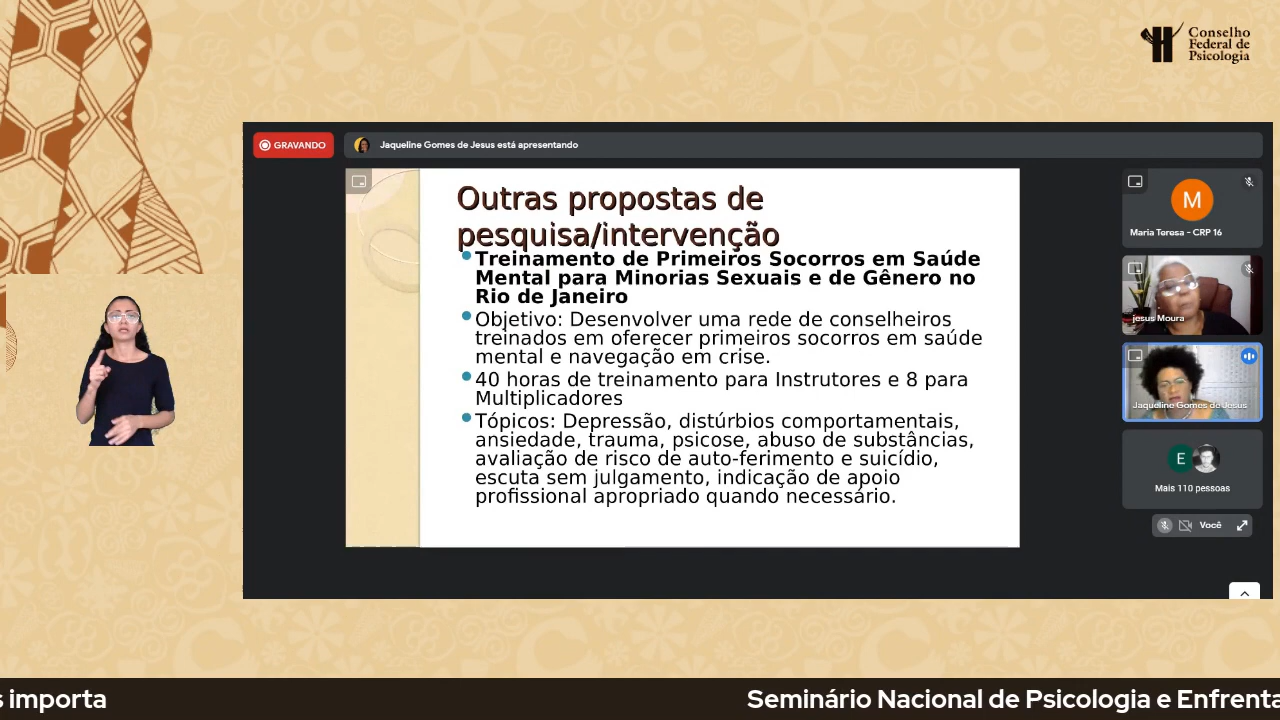 Conselho
Federal de
Psicologia
GRAVANDO
Jaqueline Gomes de Jesus está apresentando
Outras propostas de
pesquisa/intervenção
Treinamento de Primeiros Socorros em Saúde
Mental para Minorias Sexuais e de Gênero no
Rio de Janeiro
Objetivo: Desenvolver uma rede de conselheiros
treinados em oferecer primeiros socorros em saúde
mental e navegação em crise.
40 horas de treinamento para Instrutores e 8 para
Multiplicadores
Tópicos: Depressão, distúrbios comportamentais,
ansiedade, trauma, psicose, abuso de substâncias,
avaliação de risco de auto-ferimento e suicídio,
escuta sem julgamento, indicação de apoio
profissional apropriado quando necessário.
M
Maria Teresa - CRP 16
jesus Moura
Jaqueline Gomes de Jesus
E
Mais 110 pessoas
Você
s importa
Seminário Nacional de Psicologia e Enfrenta